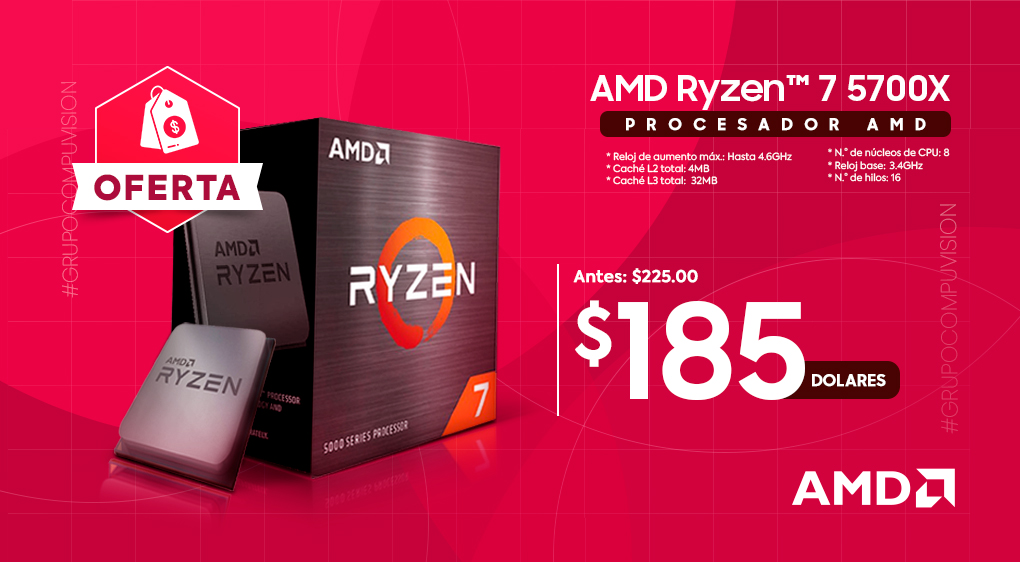 #GRUPOCOMPUVISION
OFERTA
AMD
AMD
RYZEN
RYZEN
AMD
RYZEN
PROCESSOR
5000 SERIES PROCESSOR
7
AMD Ryzen™ 7 5700X
PROCESADOR AMD
* Reloj de aumento máx.: Hasta 4.6GHz
* Caché L2 total: 4MB
* Caché L3 total: 32MB
* N.° de núcleos de CPU: 8
* Reloj base: 3.4GHz
* N.° de hilos: 16
Antes: $225.00
$185
DOLARES
#GRUPOCOMPUVISION
AMD